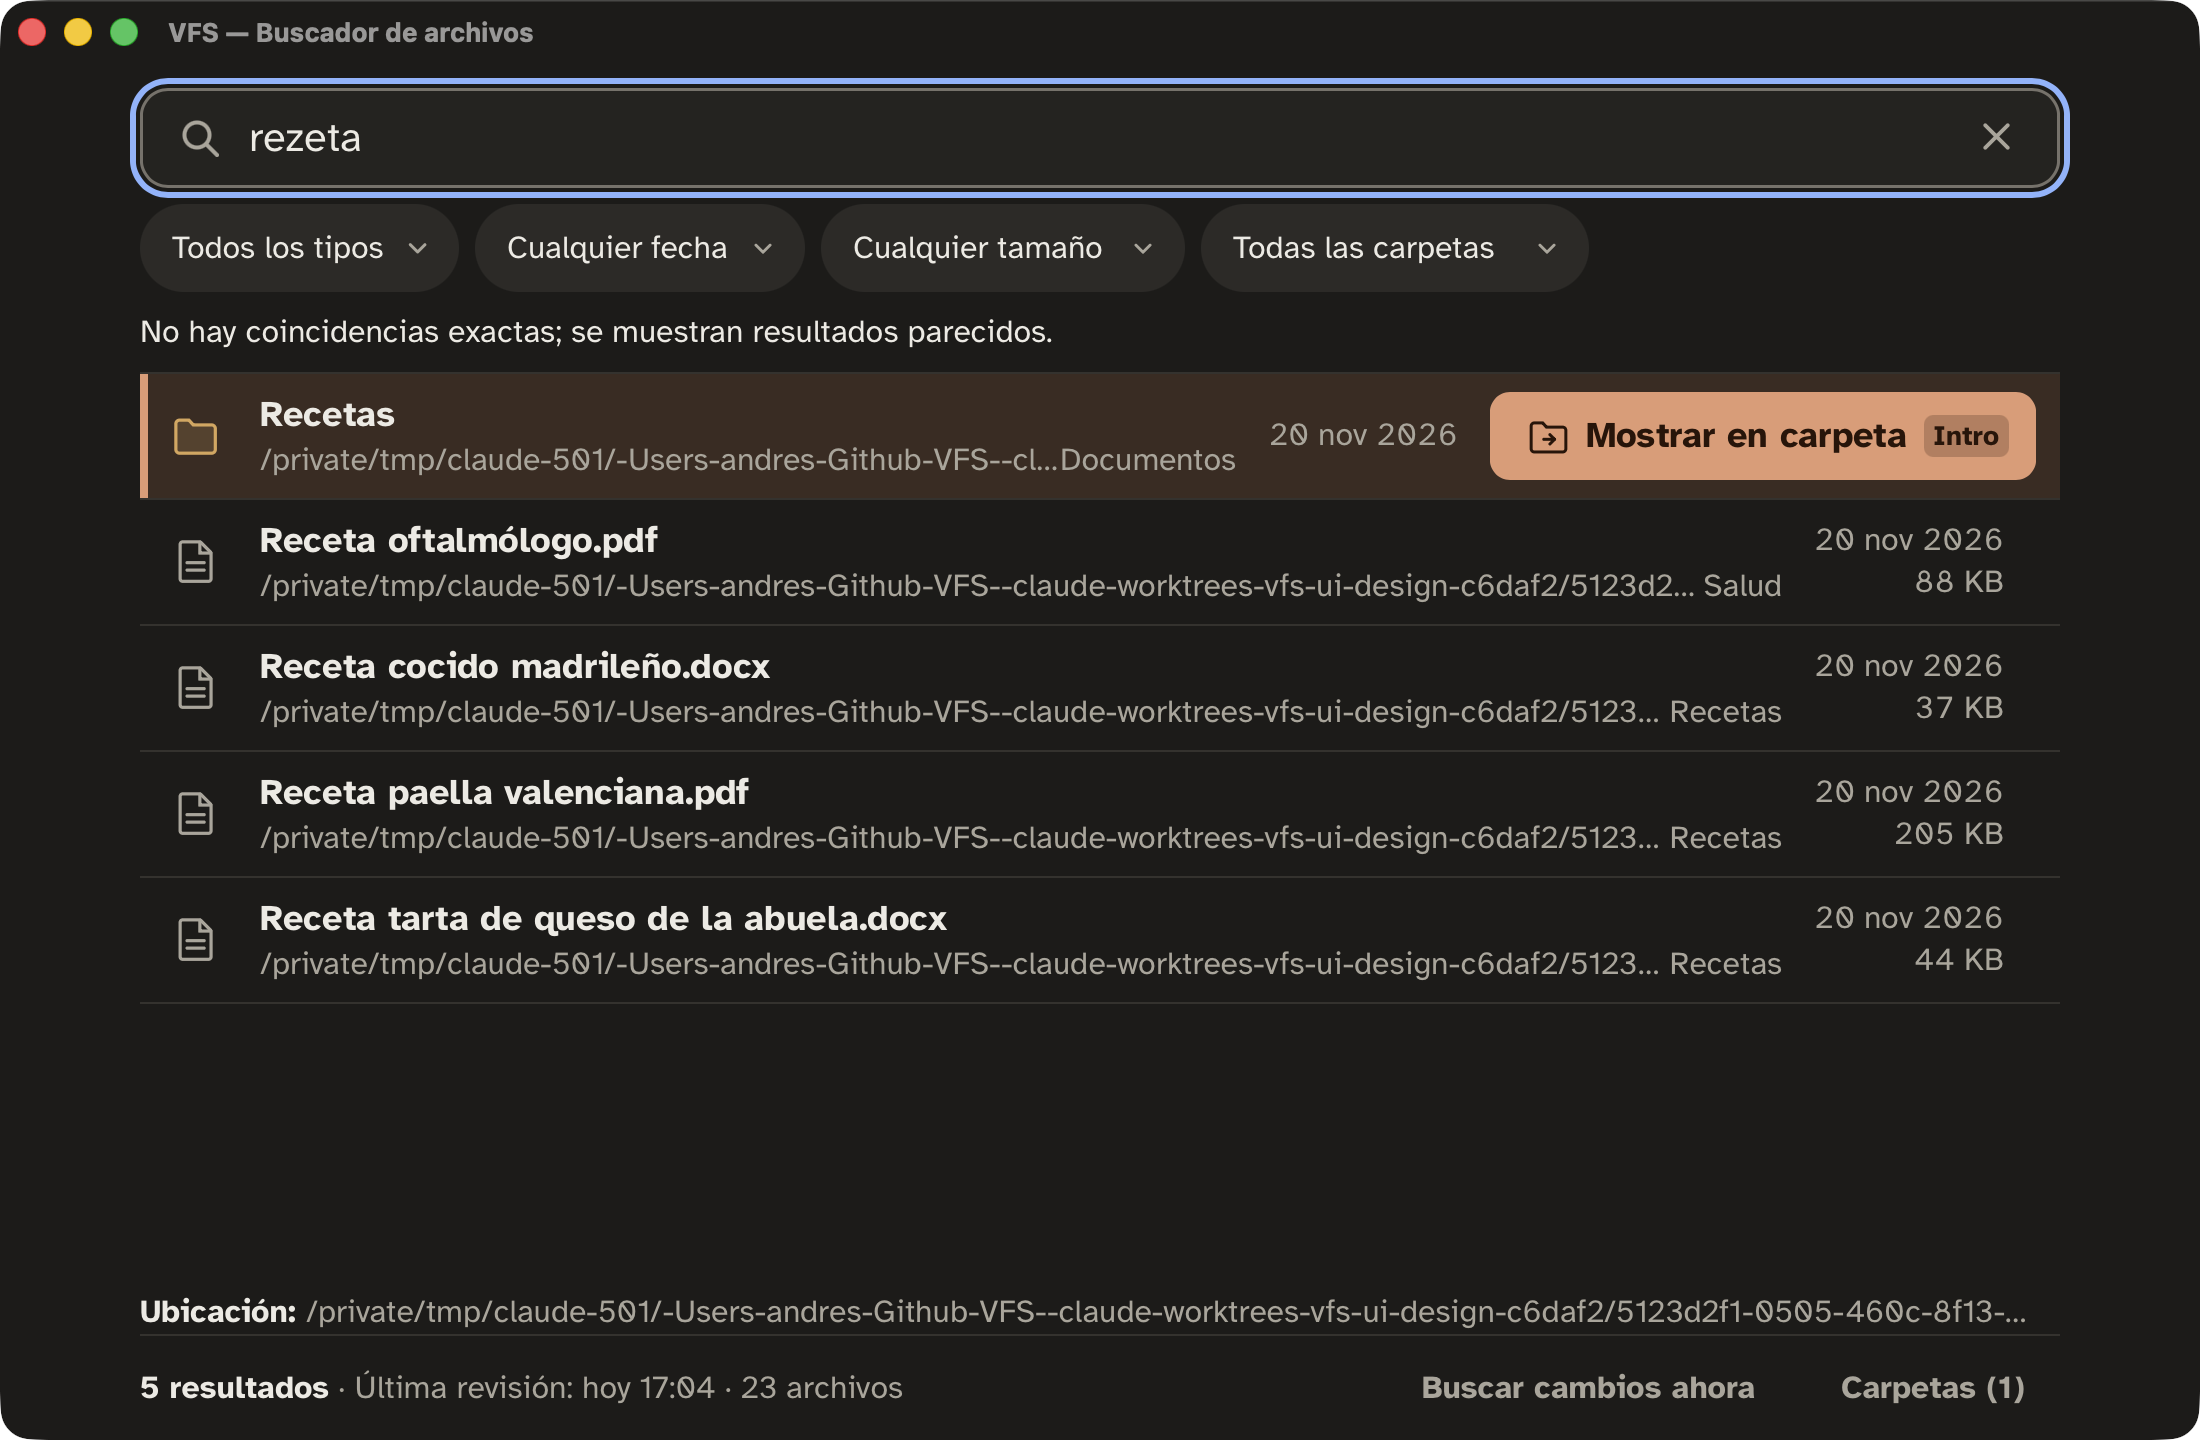 VFS — Buscador de archivos
rezeta
Todos los tipos
Cualquier fecha
Cualquier tamaño
Todas las carpetas
No hay coincidencias exactas; se muestran resultados parecidos.
Recetas
/private/tmp/claude-501/-Users-andres-Github-VFS--cl...Documentos
20 nov 2026
Mostrar en carpeta
Intro
Receta oftalmólogo.pdf
/private/tmp/claude-501/-Users-andres-Github-VFS--claude-worktrees-vfs-ui-design-c6daf2/5123d2... Salud
20 nov 2026
88 KB
Receta cocido madrileño.docx
/private/tmp/claude-501/-Users-andres-Github-VFS--claude-worktrees-vfs-ui-design-c6daf2/5123... Recetas
20 nov 2026
37 KB
Receta paella valenciana.pdf
/private/tmp/claude-501/-Users-andres-Github-VFS--claude-worktrees-vfs-ui-design-c6daf2/5123... Recetas
20 nov 2026
205 KB
Receta tarta de queso de la abuela.docx
/private/tmp/claude-501/-Users-andres-Github-VFS--claude-worktrees-vfs-ui-design-c6daf2/5123... Recetas
20 nov 2026
44 KB
Ubicación: /private/tmp/claude-501/-Users-andres-Github-VFS--claude-worktrees-vfs-ui-design-c6daf2/5123d2f1-0505-460c-8f13-...
5 resultados · Última revisión: hoy 17:04 · 23 archivos
Buscar cambios ahora
Carpetas (1)